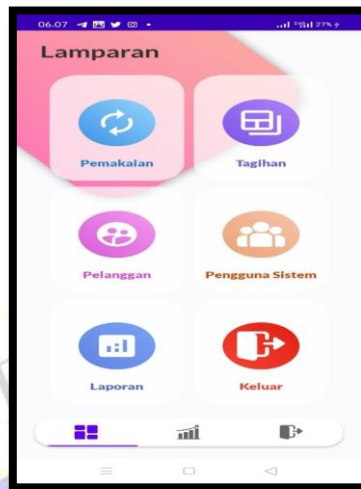 06.07
27%
Lamparan
Pemakaian
Tagihan
Pelanggan
Pengguna Sistem
Laporan
Keluar